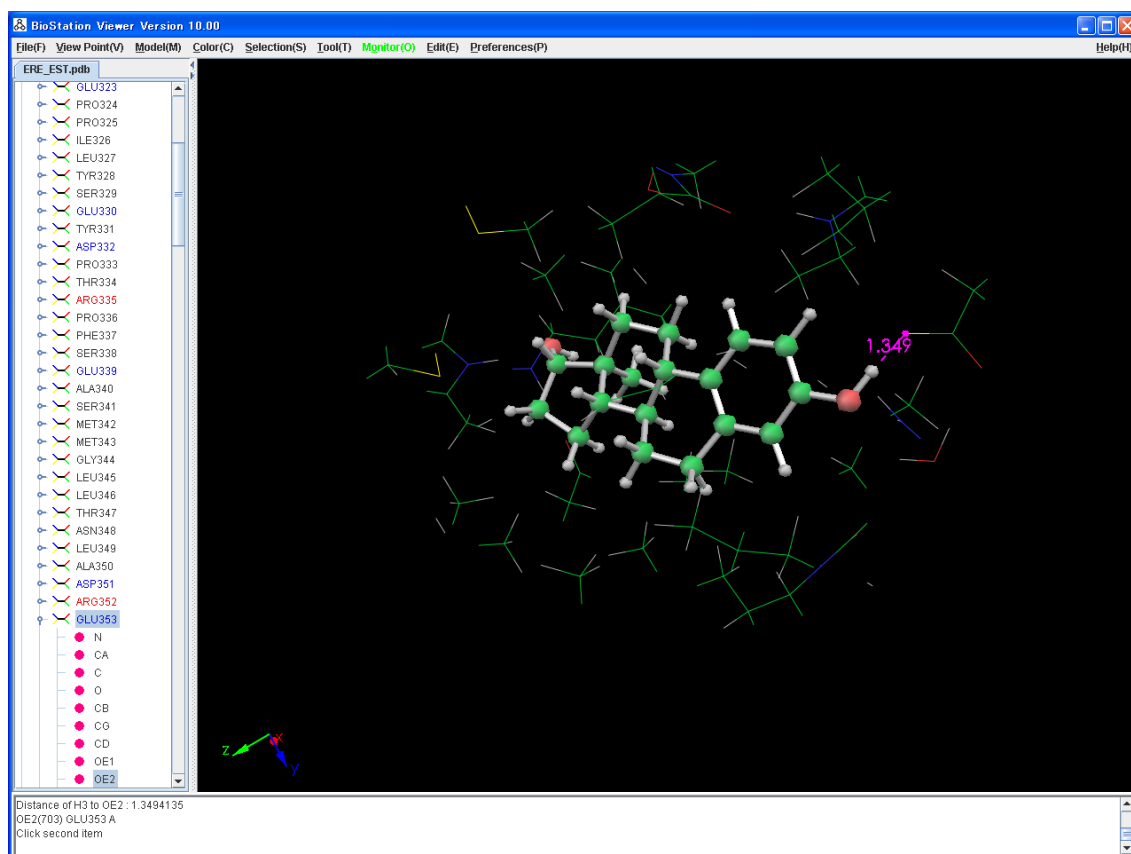 BioStation Viewer Version 10.00
File(F) View Point(V) Model(M) Color(C) Selection(S) Tool(T) Monitor(O) Edit(E) Preferences(P) Help(H)
ERE_EST.pdb
GLU323
PRO324
PRO325
ILE326
LEU327
TYR328
SER329
GLU330
TYR331
ASP332
PRO333
THR334
ARG335
PRO336
PHE337
SER338
GLU339
ALA340
SER341
MET342
MET343
GLY344
LEU345
LEU346
THR347
ASN348
LEU349
ALA350
ASP351
ARG352
GLU353
N
CA
C
O
CB
CG
CD
OE1
OE2
1.349
Z
X
Y
Distance of H3 to OE2 : 1.3494135
OE2(703) GLU353 A
Click second item